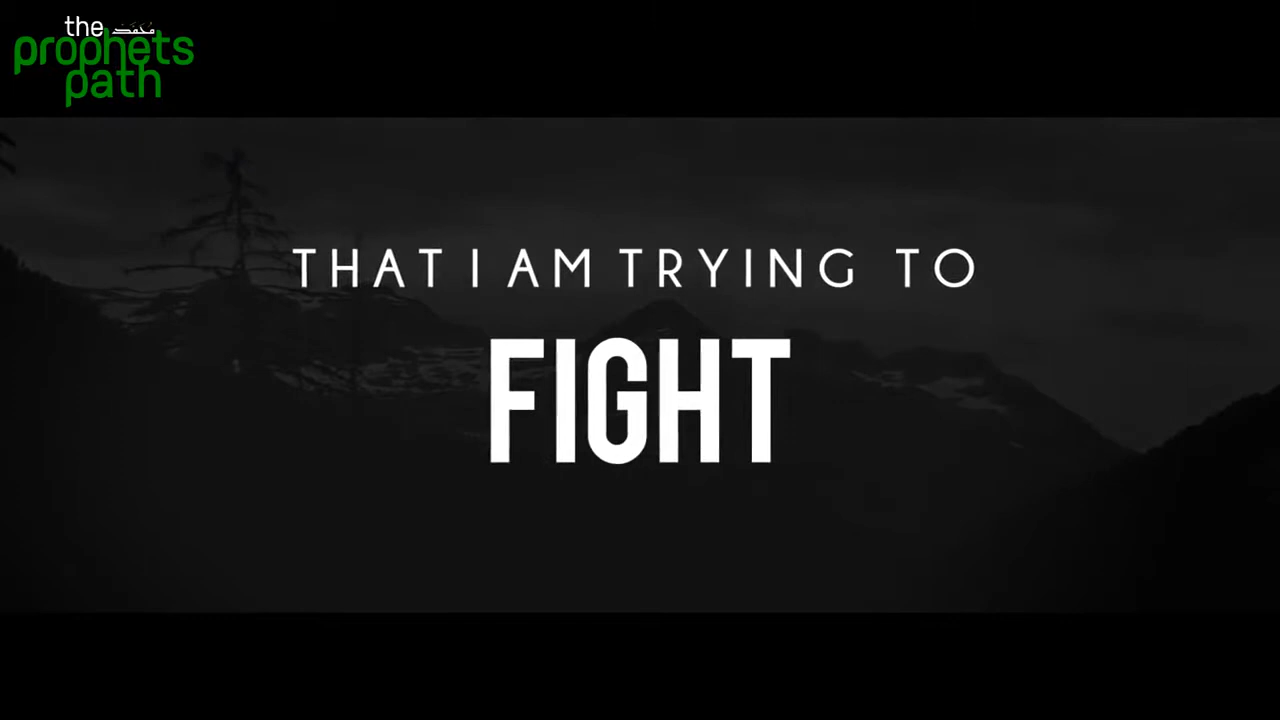 the مُحَمَّد
prophets
path
THAT I AM TRYING TO
FIGHT